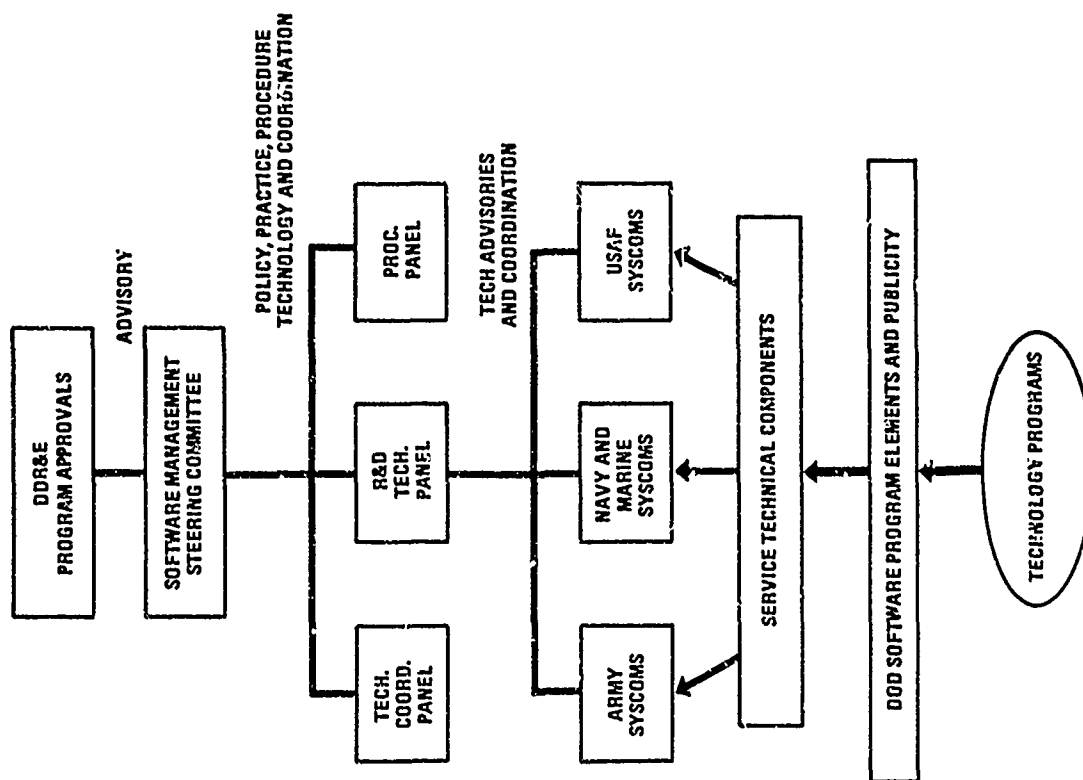 DDR&E
PROGRAM APPROVALS
ADVISORY
SOFTWARE MANAGEMENT
STEERING COMMITTEE
POLICY, PRACTICE, PROCEDURE
TECHNOLOGY AND COORDINATION
TECH.
COORD.
PANEL
R&D
TECH.
PANEL
PROC.
PANEL
TECH ADVISORIES
AND COORDINATION
ARMY
SYSCOMS
NAVY AND
MARINE
SYSCOMS
USAF
SYSCOMS
SERVICE TECHNICAL COMPONENTS
DOD SOFTWARE PROGRAM ELEMENTS AND PUBLICITY
TECHNOLOGY PROGRAMS